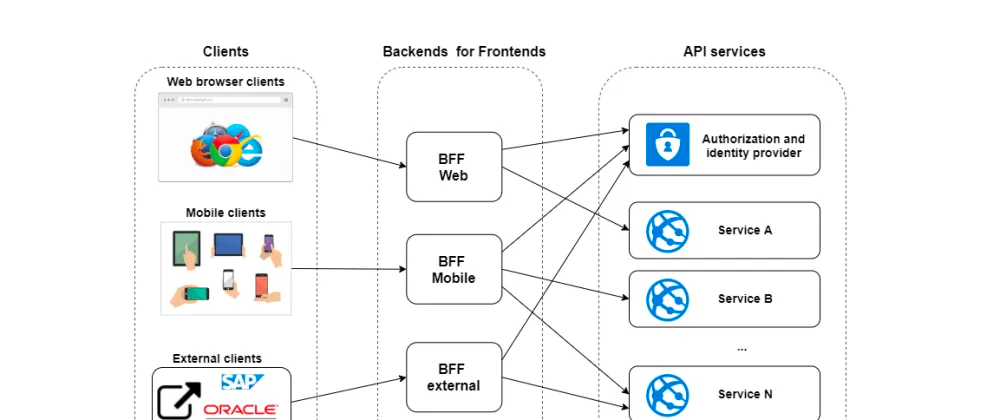 Clients
Backends for Frontends
API services
Web browser clients
BFF
Web
Authorization and
identity provider
Mobile clients
BFF
Mobile
Service A
Service B
...
External clients
SAP
ORACLE
BFF
external
Service N